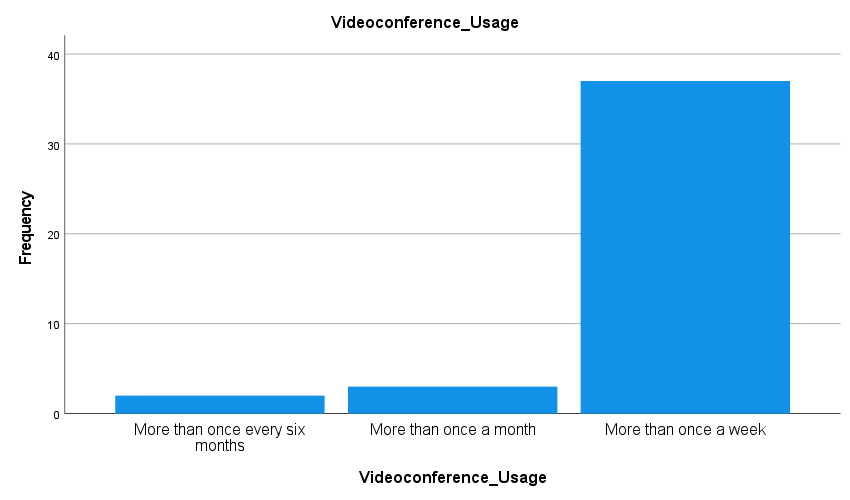 Videoconference_Usage
40
30
20
10
0
Frequency
More than once every six
months
More than once a month
More than once a week
Videoconference_Usage